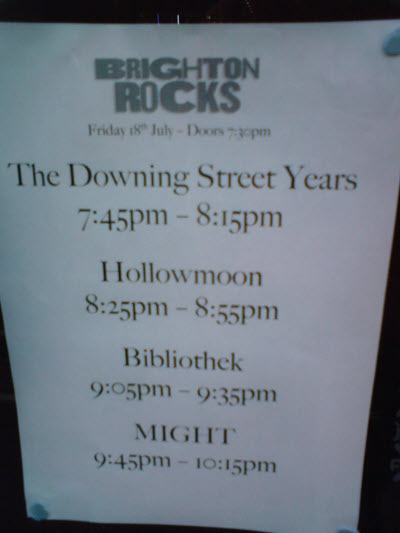 BRIGHTON
ROCKS
Friday 18th July – Doors 7:30pm
The Downing Street Years
7:45pm – 8:15pm
Hollowmoon
8:25pm – 8:55pm
Bibliothek
9:05pm – 9:35pm
MIGHT
9:45pm – 10:15pm